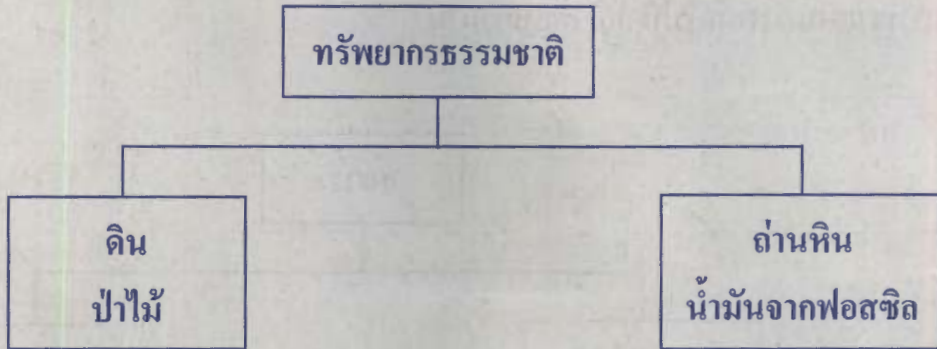 ทรัพยากรธรรมชาติ
ดิน
ป่าไม้
ถ่านหิน
น้ำมันจากฟอสซิล